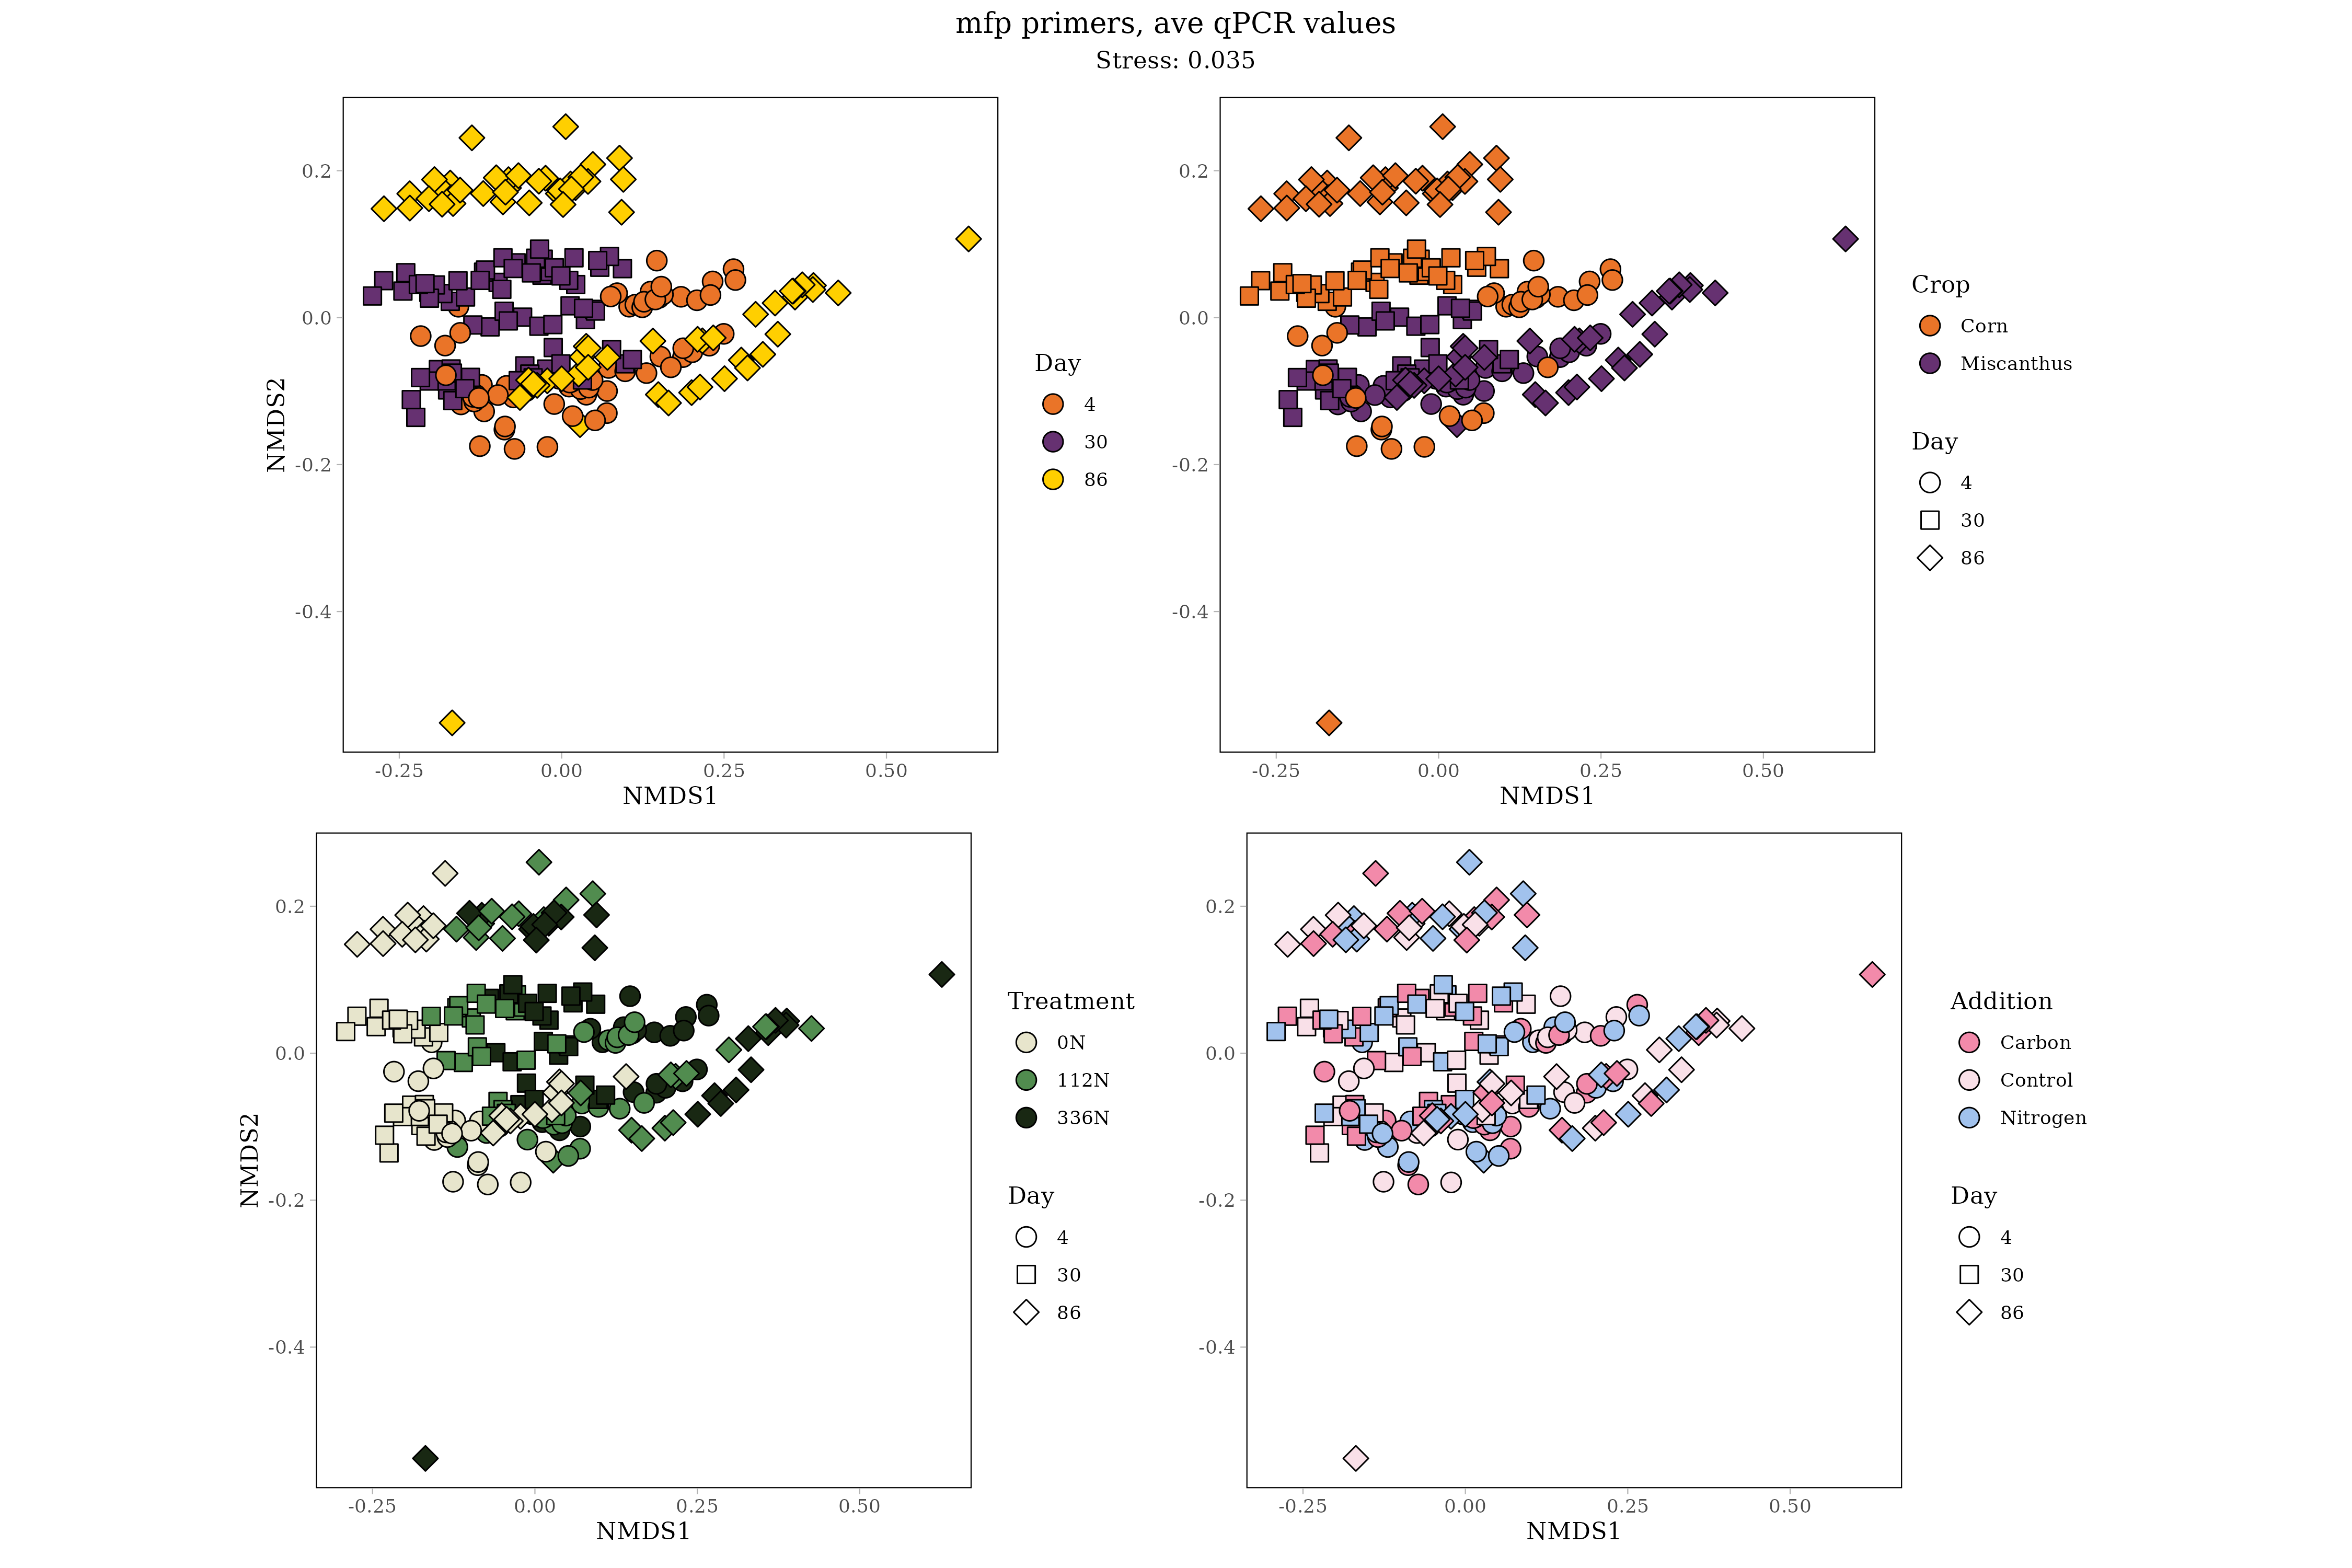 mfp primers, ave qPCR values
Stress: 0.035
NMDS2
0.2
0.0
-0.2
-0.4
-0.25
0.00
0.25
0.50
NMDS1
Day
4
30
86
0.2
0.0
-0.2
-0.4
-0.25
0.00
0.25
0.50
NMDS1
Crop
Corn
Miscanthus
Day
4
30
86
NMDS2
0.2
0.0
-0.2
-0.4
-0.25
0.00
0.25
0.50
NMDS1
Treatment
0N
112N
336N
Day
4
30
86
0.2
0.0
-0.2
-0.4
-0.25
0.00
0.25
0.50
NMDS1
Addition
Carbon
Control
Nitrogen
Day
4
30
86